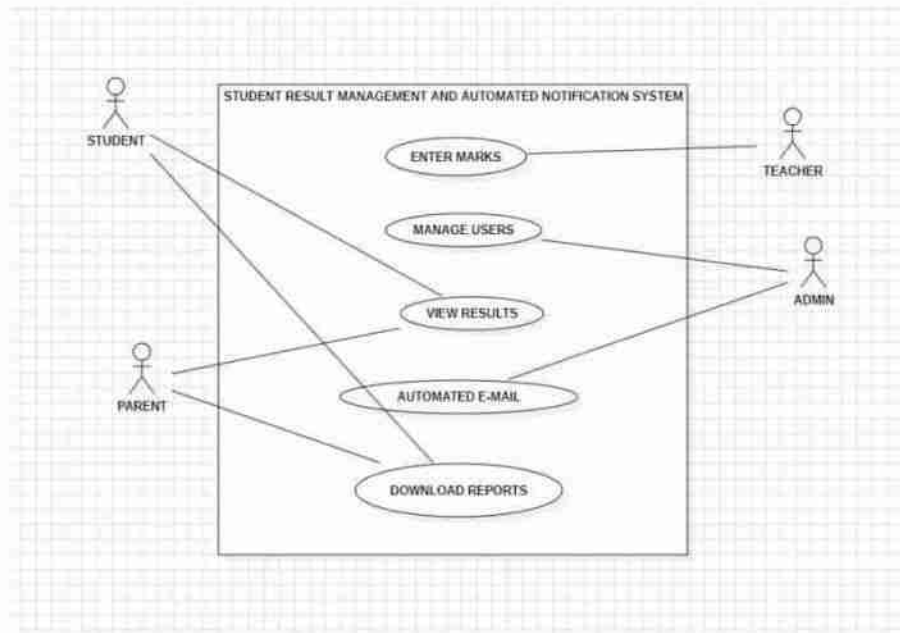 STUDENT RESULT MANAGEMENT AND AUTOMATED NOTIFICATION SYSTEM
STUDENT
ENTER MARKS
TEACHER
MANAGE USERS
ADMIN
VIEW RESULTS
PARENT
AUTOMATED E-MAIL
DOWNLOAD REPORTS